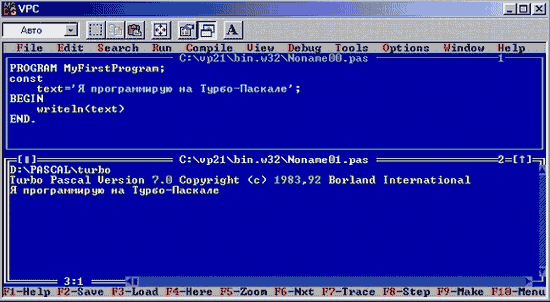 VPC
Авто
A
File Edit Search Run Compile View Debug Tools Options Window Help
C:\vp21\bin.w32\Noname00.pas 1
PROGRAM MyFirstProgram;
const
text='Я программирую на Турбо-Паскале';
BEGIN
writeln(text)
END.
[■] C:\vp21\bin.w32\Noname01.pas 2=[↑]
D:\PASCAL\turbo
Turbo Pascal Version 7.0 Copyright (c) 1983,92 Borland International
Я программирую на Турбо-Паскале
3:1
F1-Help F2-Save F3-Load F4-Here F5-Zoom F6-Nxt F7-Trace F8-Step F9-Make F10-Menu